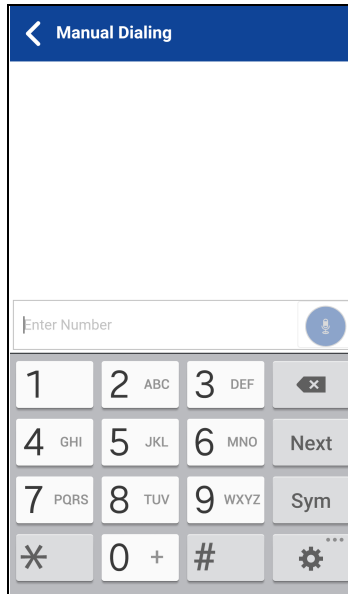 Manual Dialing
Enter Number
1 2 ABC 3 DEF
4 GHI 5 JKL 6 MNO Next
7 PQRS 8 TUV 9 WXYZ Sym
* 0 + # ...